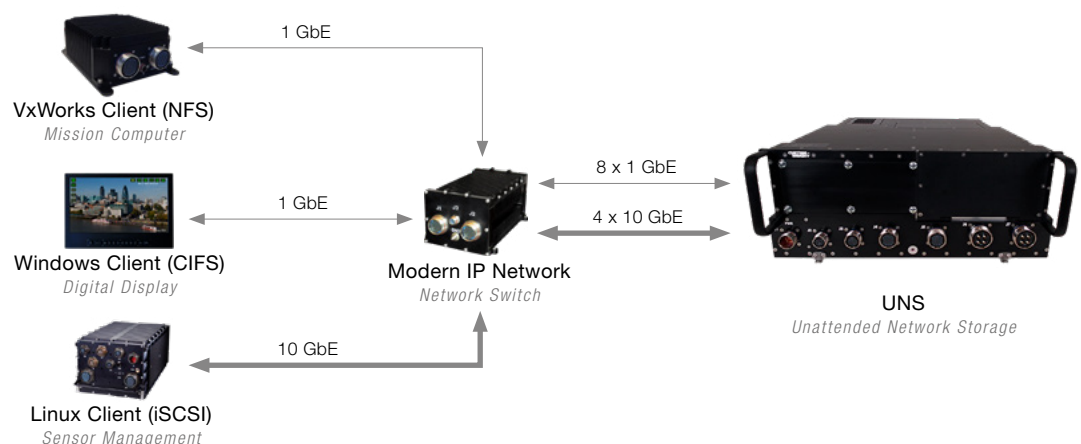 1 GbE
VxWorks Client (NFS)
Mission Computer
1 GbE
Windows Client (CIFS)
Digital Display
8 x 1 GbE
4 x 10 GbE
Modern IP Network
Network Switch
UNS
Unattended Network Storage
10 GbE
Linux Client (iSCSI)
Sensor Management